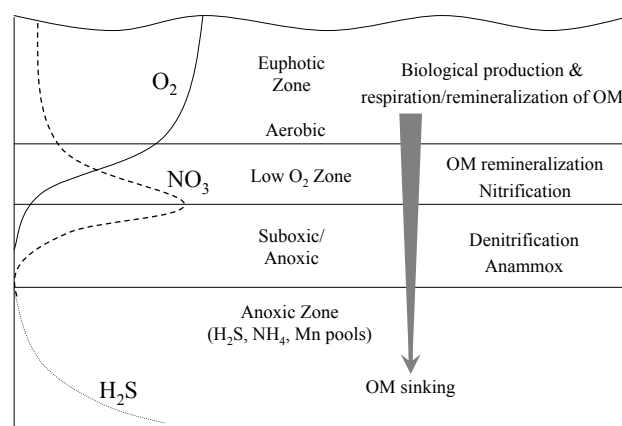 O₂
Euphotic
Zone
Biological production &
respiration/remineralization of OM
Aerobic
NO₃
Low O₂ Zone
OM remineralization
Nitrification
Suboxic/
Anoxic
Denitrification
Anammox
Anoxic Zone
(H₂S, NH₄, Mn pools)
H₂S
OM sinking